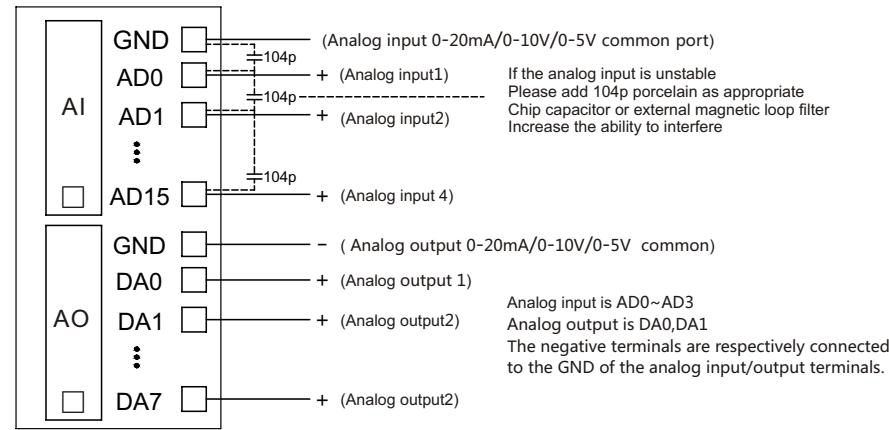 GND (Analog input 0-20mA/0-10V/0-5V common port)
104p
AD0 + (Analog input1)
If the analog input is unstable
Please add 104p porcelain as appropriate
Chip capacitor or external magnetic loop filter
Increase the ability to interfere
104p
AI
AD1 + (Analog input2)
104p
AD15 + (Analog input 4)
GND − ( Analog output 0-20mA/0-10V/0-5V common)
DA0 + (Analog output 1)
AO
DA1 + (Analog output2)
Analog input is AD0~AD3
Analog output is DA0,DA1
The negative terminals are respectively connected
to the GND of the analog input/output terminals.
DA7 + (Analog output2)